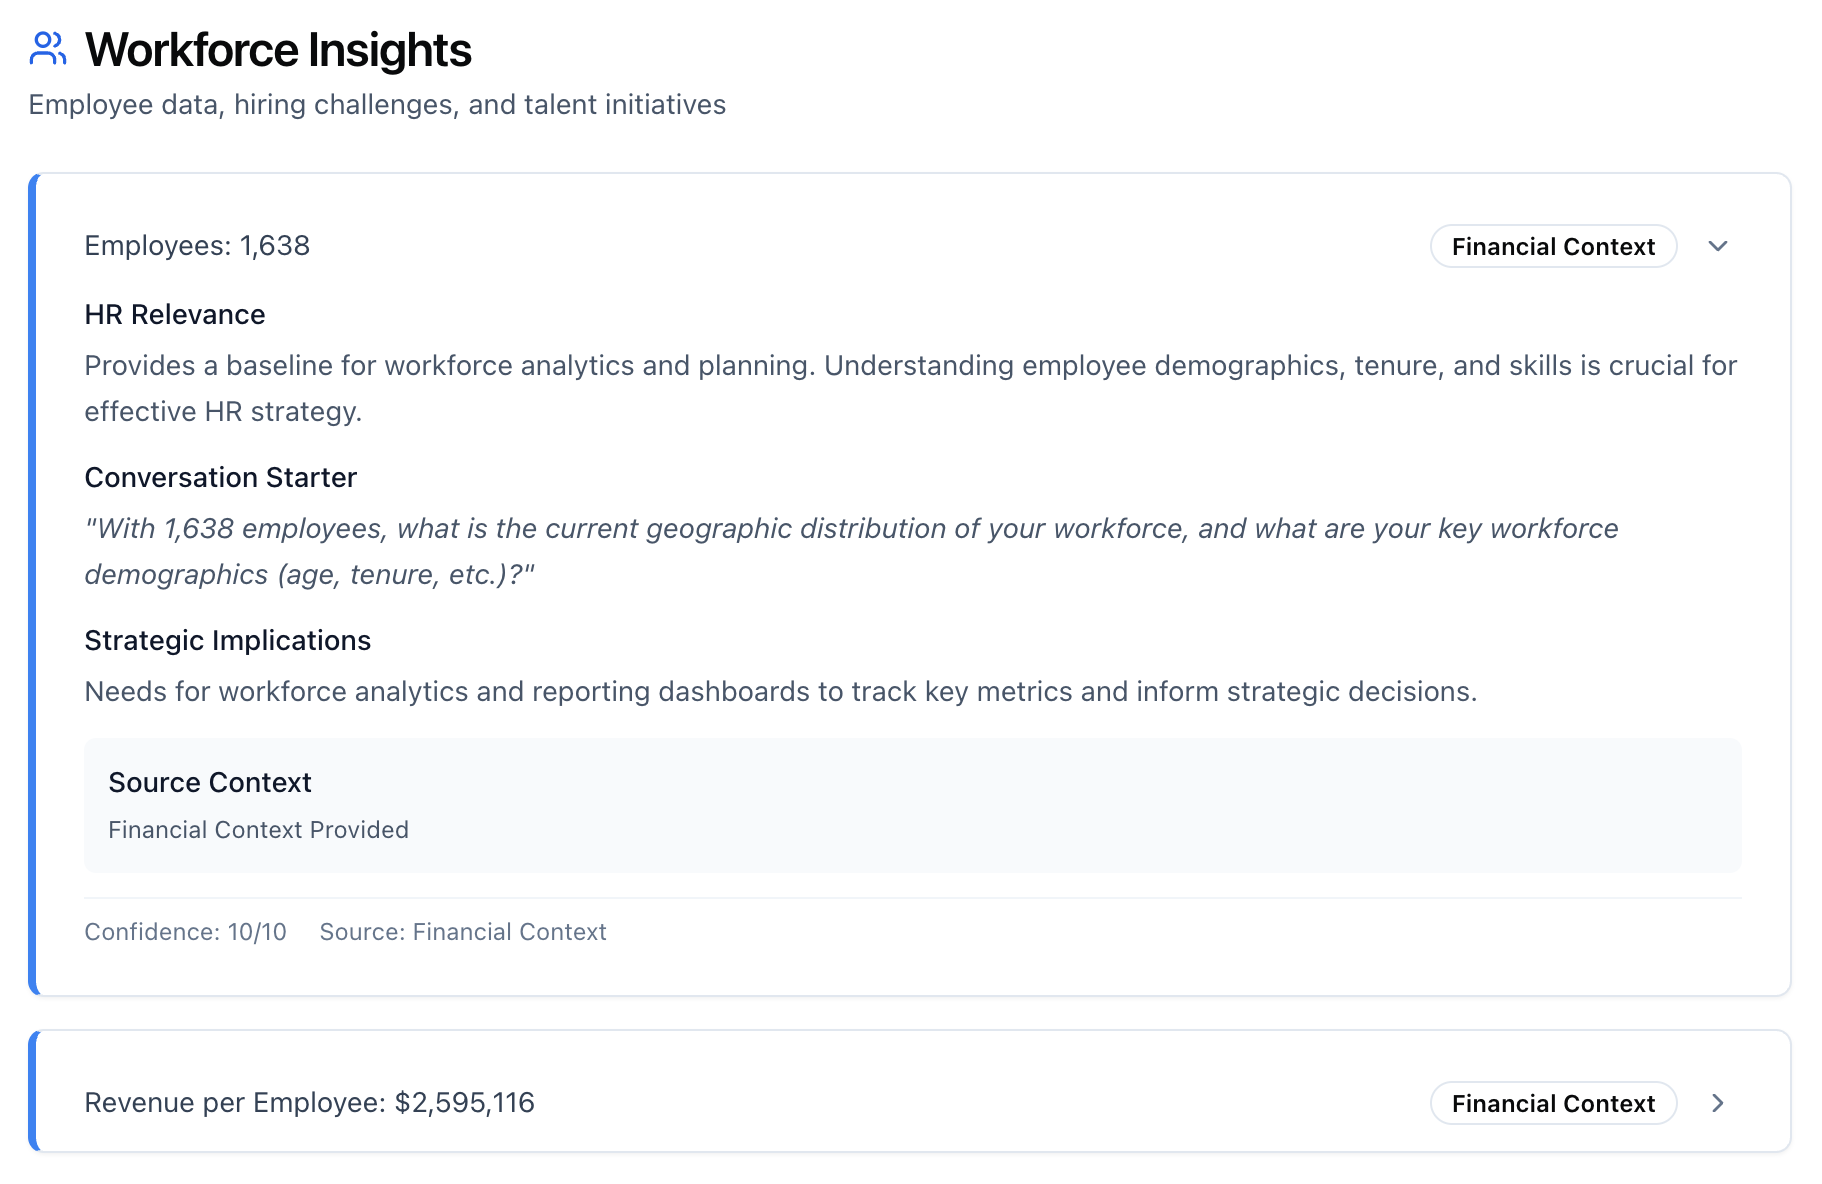 Workforce Insights
Employee data, hiring challenges, and talent initiatives
Employees: 1,638
Financial Context
HR Relevance
Provides a baseline for workforce analytics and planning. Understanding employee demographics, tenure, and skills is crucial for
effective HR strategy.
Conversation Starter
"With 1,638 employees, what is the current geographic distribution of your workforce, and what are your key workforce
demographics (age, tenure, etc.)?"
Strategic Implications
Needs for workforce analytics and reporting dashboards to track key metrics and inform strategic decisions.
Source Context
Financial Context Provided
Confidence: 10/10 Source: Financial Context
Revenue per Employee: $2,595,116
Financial Context